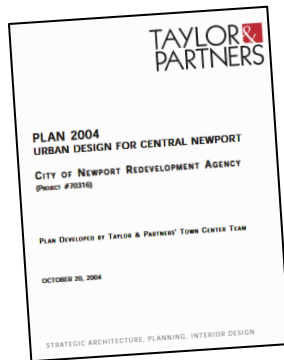 TAYLOR&
PARTNERS
PLAN 2004
URBAN DESIGN FOR CENTRAL NEWPORT
CITY OF NEWPORT REDEVELOPMENT AGENCY
(PROJECT #70316)
PLAN DEVELOPED BY TAYLOR & PARTNERS' TOWN CENTER TEAM
OCTOBER 20, 2004
STRATEGIC ARCHITECTURE, PLANNING, INTERIOR DESIGN